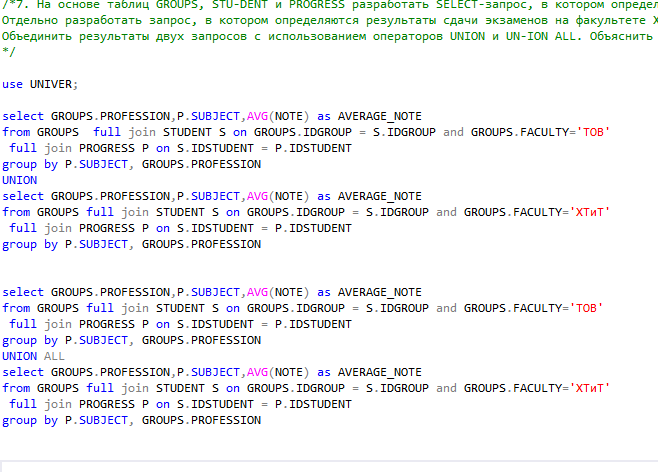 /*7. На основе таблиц GROUPS, STU-DENT и PROGRESS разработать SELECT-запрос, в котором
Отдельно разработать запрос, в котором определяются результаты сдачи экзаменов на факультете
Объединить результаты двух запросов с использованием операторов UNION и UN-ION ALL. Объяснить
*/
use UNIVER;
select GROUPS.PROFESSION,P.SUBJECT,AVG(NOTE) as AVERAGE_NOTE
from GROUPS  full join STUDENT S on GROUPS.IDGROUP = S.IDGROUP and GROUPS.FACULTY='ТОВ'
 full join PROGRESS P on S.IDSTUDENT = P.IDSTUDENT
group by P.SUBJECT, GROUPS.PROFESSION
UNION
select GROUPS.PROFESSION,P.SUBJECT,AVG(NOTE) as AVERAGE_NOTE
from GROUPS full join STUDENT S on GROUPS.IDGROUP = S.IDGROUP and GROUPS.FACULTY='ХТиТ'
 full join PROGRESS P on S.IDSTUDENT = P.IDSTUDENT
group by P.SUBJECT, GROUPS.PROFESSION
select GROUPS.PROFESSION,P.SUBJECT,AVG(NOTE) as AVERAGE_NOTE
from GROUPS full join STUDENT S on GROUPS.IDGROUP = S.IDGROUP and GROUPS.FACULTY='ТОВ'
 full join PROGRESS P on S.IDSTUDENT = P.IDSTUDENT
group by P.SUBJECT, GROUPS.PROFESSION
UNION ALL
select GROUPS.PROFESSION,P.SUBJECT,AVG(NOTE) as AVERAGE_NOTE
from GROUPS full join STUDENT S on GROUPS.IDGROUP = S.IDGROUP and GROUPS.FACULTY='ХТиТ'
 full join PROGRESS P on S.IDSTUDENT = P.IDSTUDENT
group by P.SUBJECT, GROUPS.PROFESSION